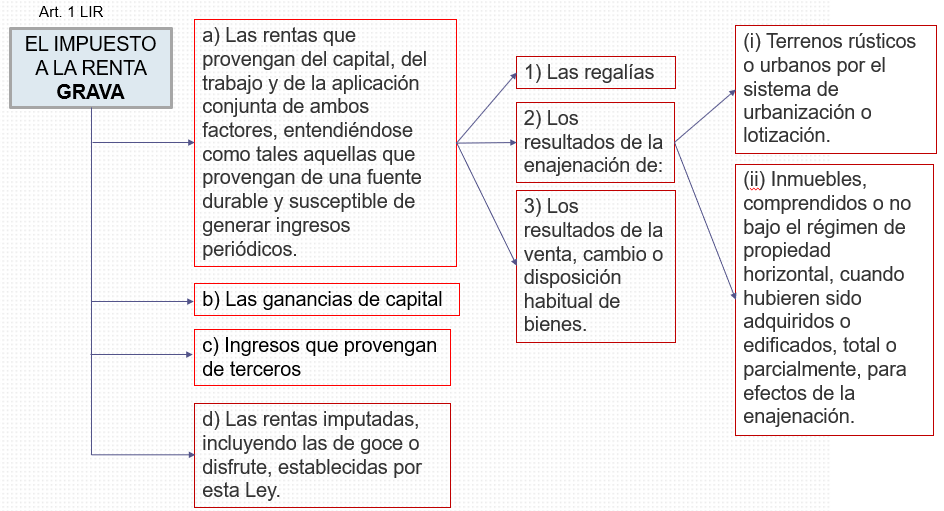 Art. 1 LIR
EL IMPUESTO
A LA RENTA
GRAVA
a) Las rentas que
provengan del capital, del
trabajo y de la aplicación
conjunta de ambos
factores, entendiéndose
como tales aquellas que
provengan de una fuente
durable y susceptible de
generar ingresos
periódicos.
b) Las ganancias de capital
c) Ingresos que provengan
de terceros
d) Las rentas imputadas,
incluyendo las de goce o
disfrute, establecidas por
esta Ley.
1) Las regalías
2) Los
resultados de la
enajenación de:
3) Los
resultados de la
venta, cambio o
disposición
habitual de
bienes.
(i) Terrenos rústicos
o urbanos por el
sistema de
urbanización o
lotización.
(ii) Inmuebles,
comprendidos o no
bajo el régimen de
propiedad
horizontal, cuando
hubieren sido
adquiridos o
edificados, total o
parcialmente, para
efectos de la
enajenación.